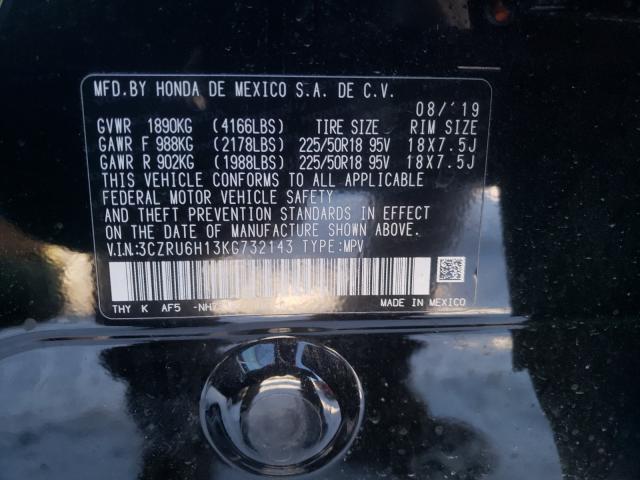 MFD.BY HONDA DE MEXICO S.A. DE C.V.
08/'19
GVWR 1890KG (4166LBS) TIRE SIZE RIM SIZE
GAWR F 988KG (2178LBS) 225/50R18 95V 18X7.5J
GAWR R 902KG (1988LBS) 225/50R18 95V 18X7.5J
THIS VEHICLE CONFORMS TO ALL APPLICABLE
FEDERAL MOTOR VEHICLE SAFETY
AND THEFT PREVENTION STANDARDS IN EFFECT
ON THE DATE OF MANUFACTURE SHOWN ABOVE.
V.I.N:3CZRU6H13KG732143 TYPE:MPV
THY K AF5 MADE IN MEXICO